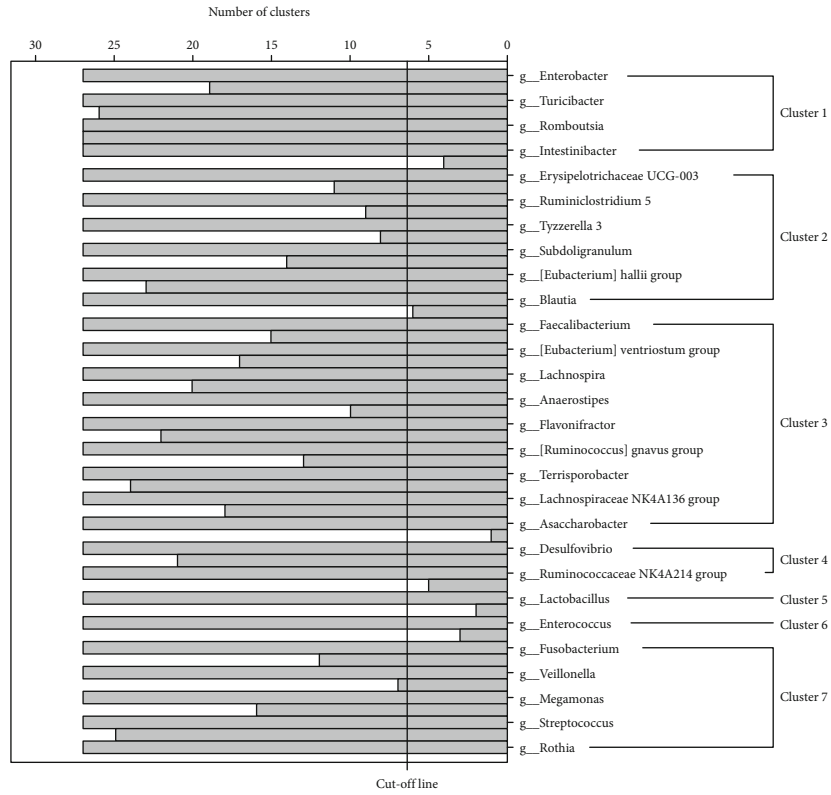 Number of clusters
30 25 20 15 10 5 0
g__Enterobacter
g__Turicibacter
Cluster 1
g__Romboutsia
g__Intestinibacter
g__Erysipelotrichaceae UCG-003
g__Ruminiclostridium 5
g__Tyzzerella 3
Cluster 2
g__Subdoligranulum
g__[Eubacterium] hallii group
g__Blautia
g__Faecalibacterium
g__[Eubacterium] ventriostum group
g__Lachnospira
g__Anaerostipes
Cluster 3
g__Flavonifractor
g__[Ruminococcus] gnavus group
g__Terrisporobacter
g__Lachnospiraceae NK4A136 group
g__Asaccharobacter
g__Desulfovibrio
Cluster 4
g__Ruminococcaceae NK4A214 group
g__Lactobacillus
Cluster 5
g__Enterococcus
Cluster 6
g__Fusobacterium
g__Veillonella
g__Megamonas
Cluster 7
g__Streptococcus
g__Rothia
Cut-off line